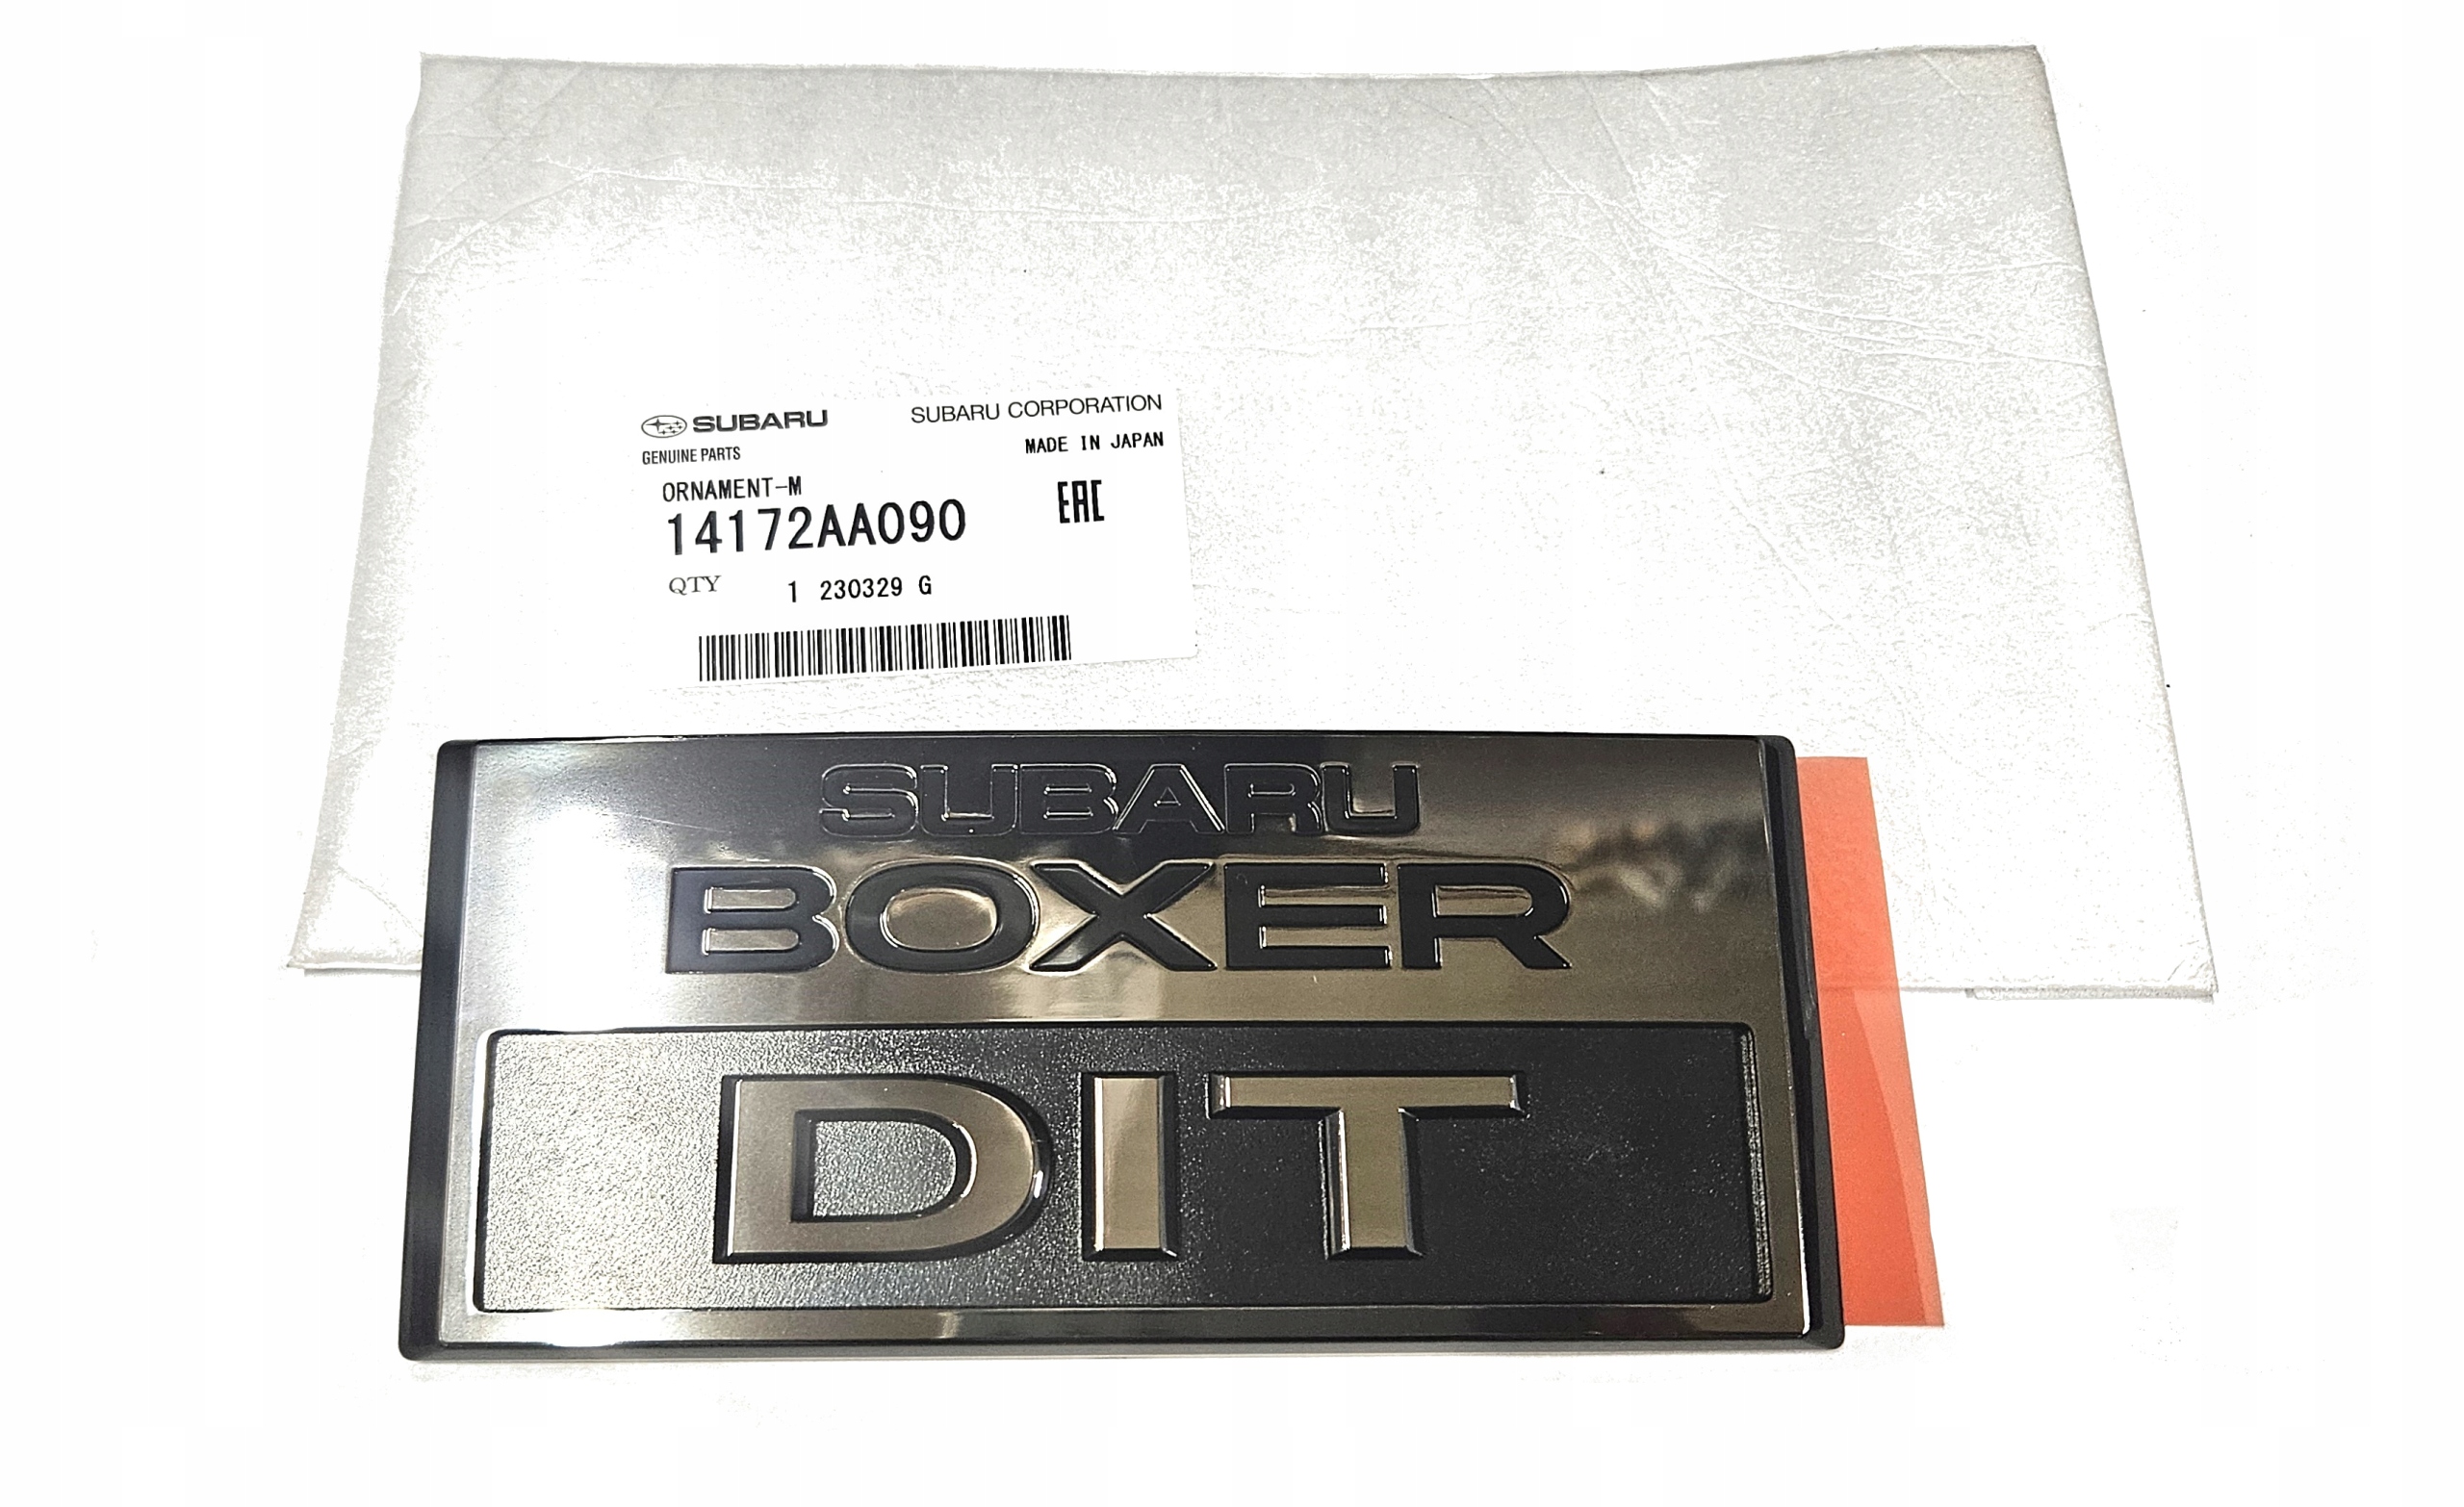 SUBARU SUBARU CORPORATION
GENUINE PARTS MADE IN JAPAN
ORNAMENT-M
14172AA090 EAC
QTY 1 230329 G
SUBARU
BOXER
DIT